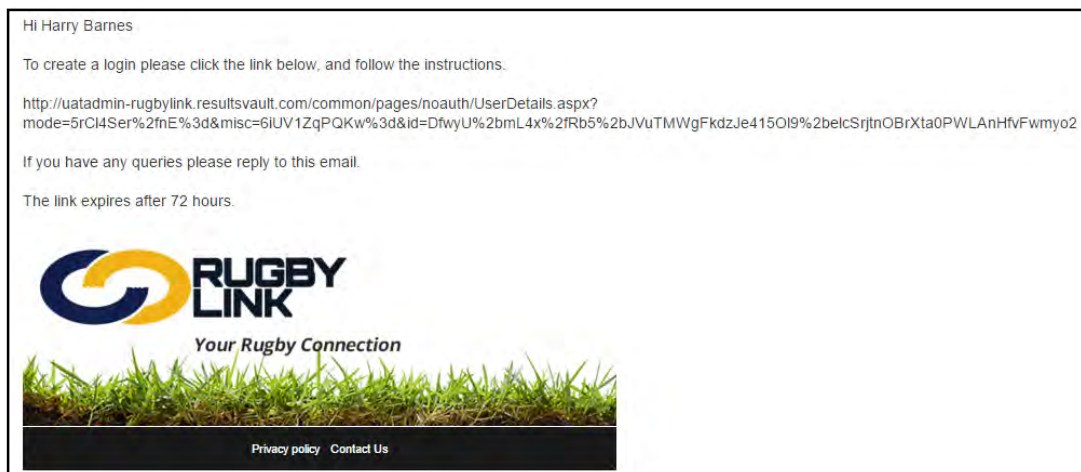 Hi Harry Barnes
To create a login please click the link below, and follow the instructions.
http://uatadmin-rugbylink.resultsvault.com/common/pages/noauth/UserDetails.aspx?
mode=5rCl4Ser%2fnE%3d&misc=6iUV1ZqPQKw%3d&id=DfwyU%2bmL4x%2fRb5%2bJVuTMWgFkdzJe415Ol9%2belcSrjtnOBrXta0PWLAnHfvFwmyo2
If you have any queries please reply to this email.
The link expires after 72 hours.
RUGBY
LINK
Your Rugby Connection
Privacy policy Contact Us